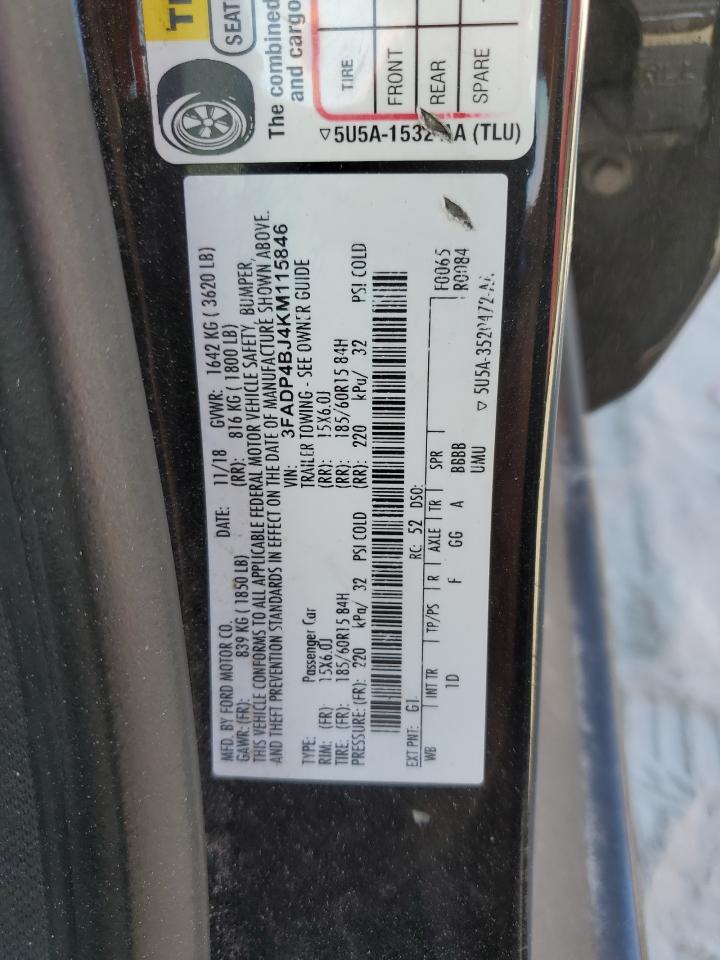 SEAT
The combined
and cargo
TIRE
FRONT
REAR
SPARE
5U5A-1532 (TLU)
MFD. BY FORD MOTOR CO. DATE: 11/18 GVWR: 1642 KG ( 3620 LB)
GAWR: (FR): 839 KG ( 1850 LB) (RR): 816 KG ( 1800 LB)
THIS VEHICLE CONFORMS TO ALL APPLICABLE FEDERAL MOTOR VEHICLE SAFETY, BUMPER,
AND THEFT PREVENTION STANDARDS IN EFFECT ON THE DATE OF MANUFACTURE SHOWN ABOVE.
VIN: 3FADP4BJ4KM115846
TYPE: Passenger Car TRAILER TOWING - SEE OWNER GUIDE
RIM: (FR) 15X6.0J (RR): 15X6.0J
TIRE: (FR) 185/60R15 84H (RR): 185/60R15 84H
PRESSURE: (FR): 220 kPa/ 32 PSI COLD (RR): 220 kPa/ 32 PSI COLD
EXT PNT: G1 RC: 52 DSO: F0065
R0084
WB INT TR TP/PS R AXLE TR SPR
1D F GG A BBBB
UMU